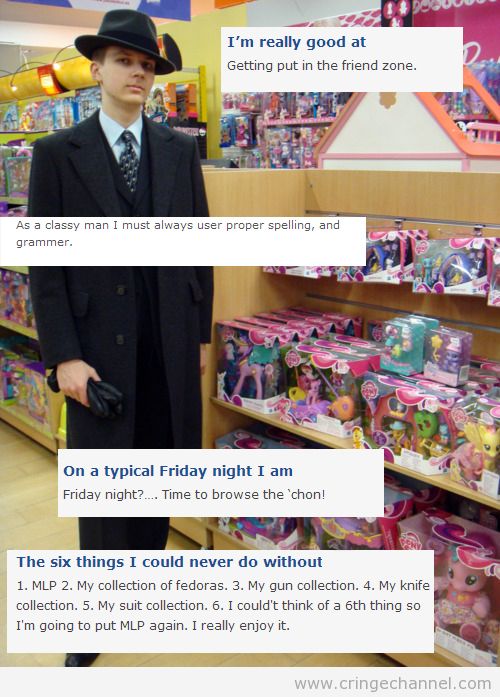 I'm really good at
Getting put in the friend zone.
As a classy man I must always user proper spelling, and
grammer.
On a typical Friday night I am
Friday night?.... Time to browse the `chon!
The six things I could never do without
1. MLP 2. My collection of fedoras. 3. My gun collection. 4. My knife
collection. 5. My suit collection. 6. I could't think of a 6th thing so
I'm going to put MLP again. I really enjoy it.
www.cringechannel.com